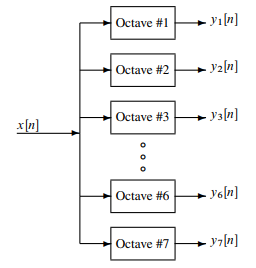 Octave #1 y1[n]
Octave #2 y2[n]
Octave #3 y3[n]
x[n]
Octave #6 y6[n]
Octave #7 y7[n]